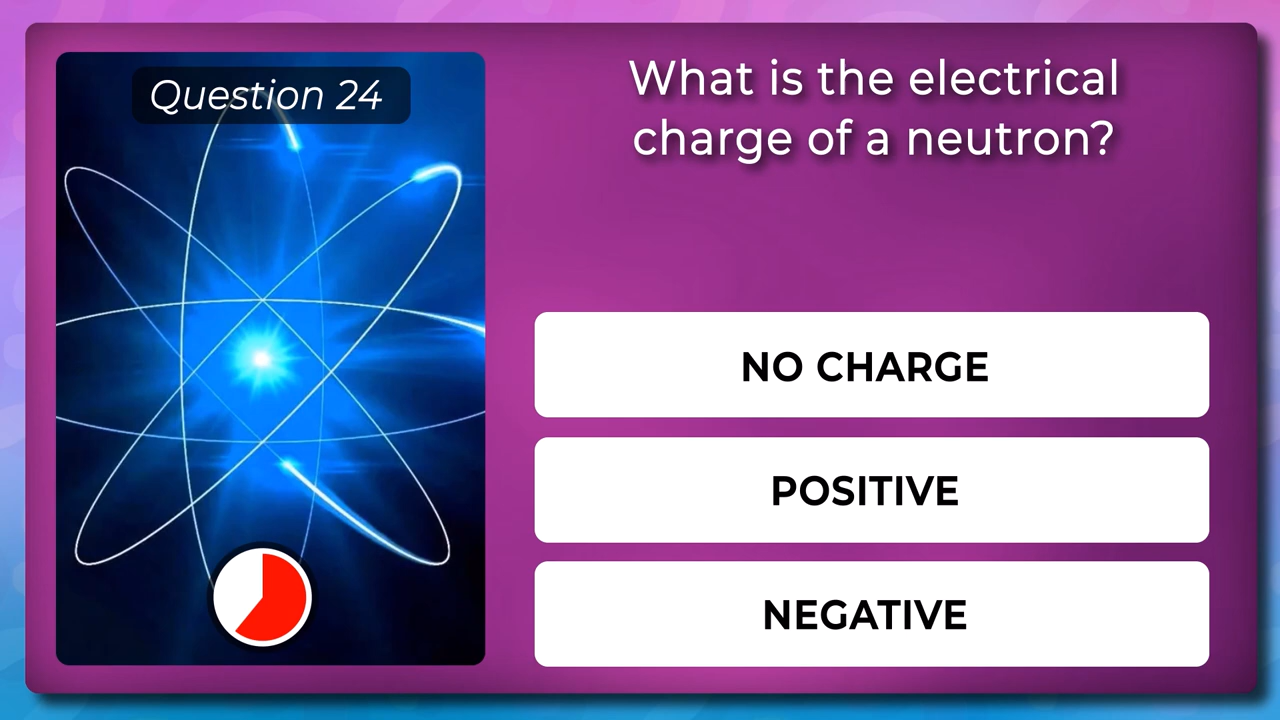 Question 24
What is the electrical
charge of a neutron?
NO CHARGE
POSITIVE
NEGATIVE